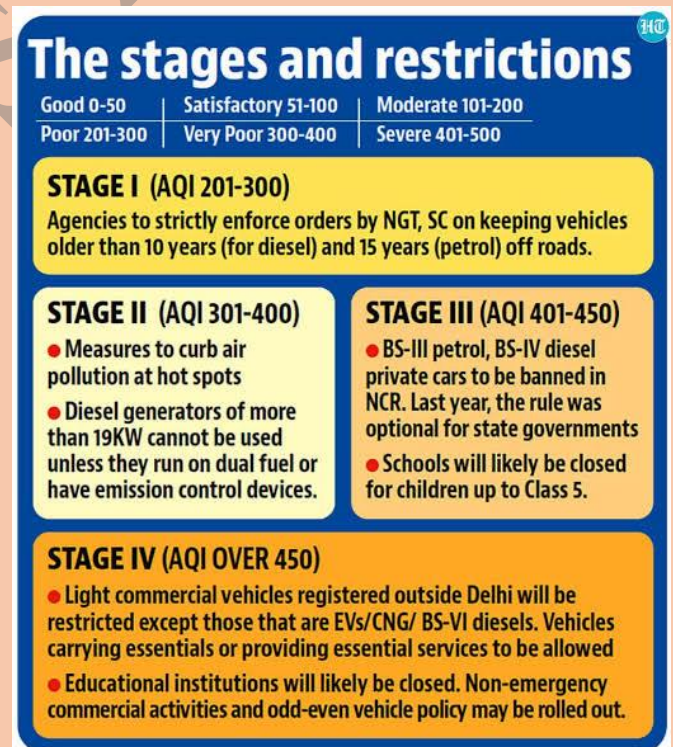 HT
The stages and restrictions
Good 0-50 | Satisfactory 51-100 | Moderate 101-200
Poor 201-300 | Very Poor 300-400 | Severe 401-500
STAGE I (AQI 201-300)
Agencies to strictly enforce orders by NGT, SC on keeping vehicles
older than 10 years (for diesel) and 15 years (petrol) off roads.
STAGE II (AQI 301-400)
● Measures to curb air
pollution at hot spots
● Diesel generators of more
than 19KW cannot be used
unless they run on dual fuel or
have emission control devices.
STAGE III (AQI 401-450)
● BS-III petrol, BS-IV diesel
private cars to be banned in
NCR. Last year, the rule was
optional for state governments
● Schools will likely be closed
for children up to Class 5.
STAGE IV (AQI OVER 450)
● Light commercial vehicles registered outside Delhi will be
restricted except those that are EVs/CNG/ BS-VI diesels. Vehicles
carrying essentials or providing essential services to be allowed
● Educational institutions will likely be closed. Non-emergency
commercial activities and odd-even vehicle policy may be rolled out.